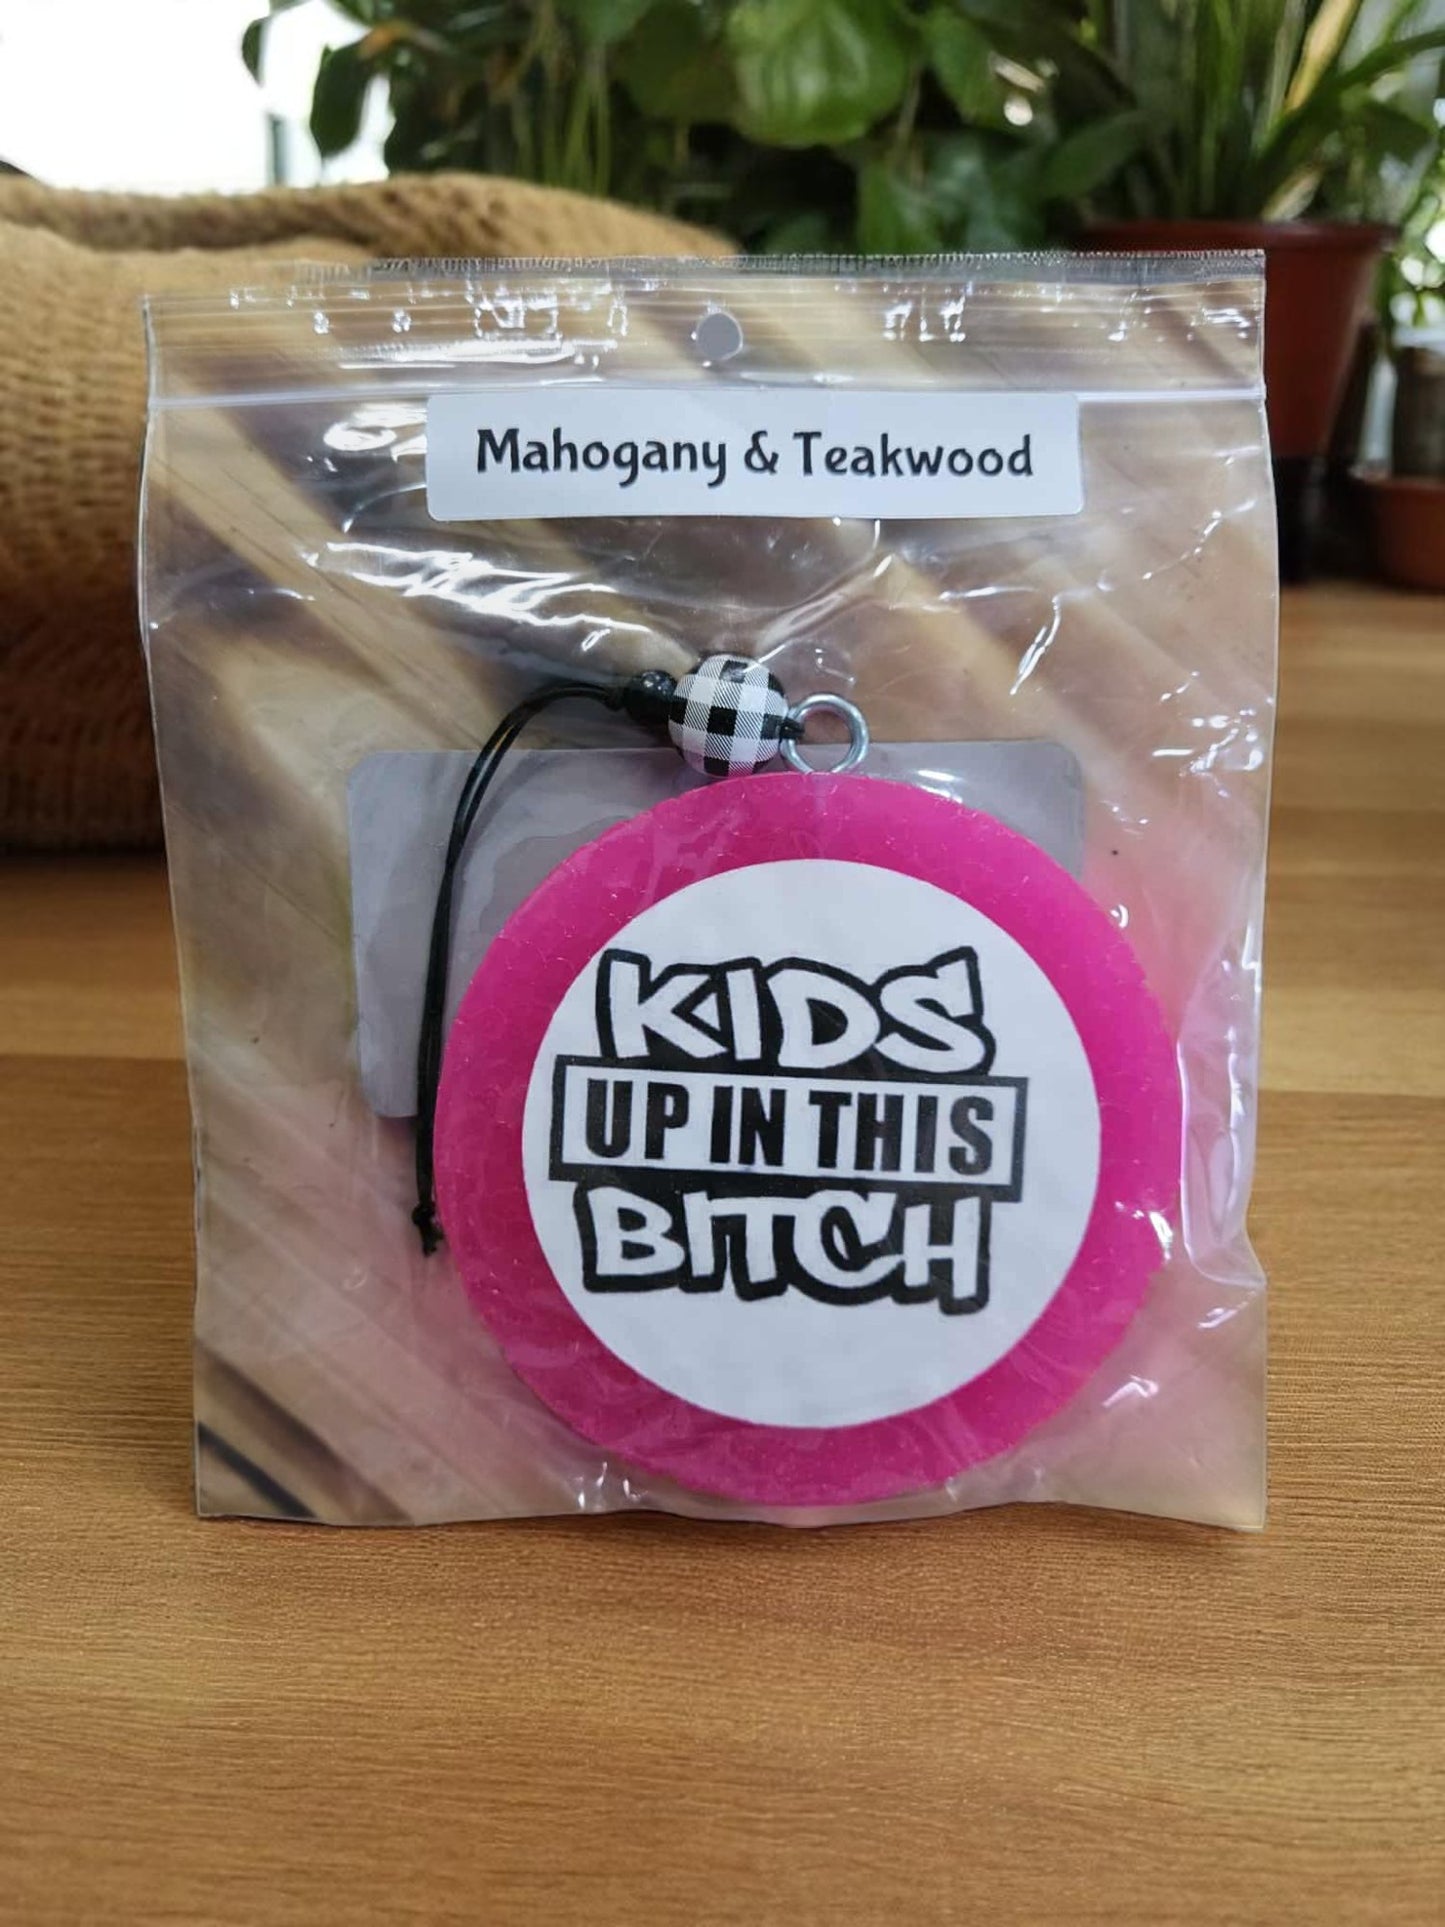 Mahogany & Teakwood
KIDS
UP IN THIS
BITCH